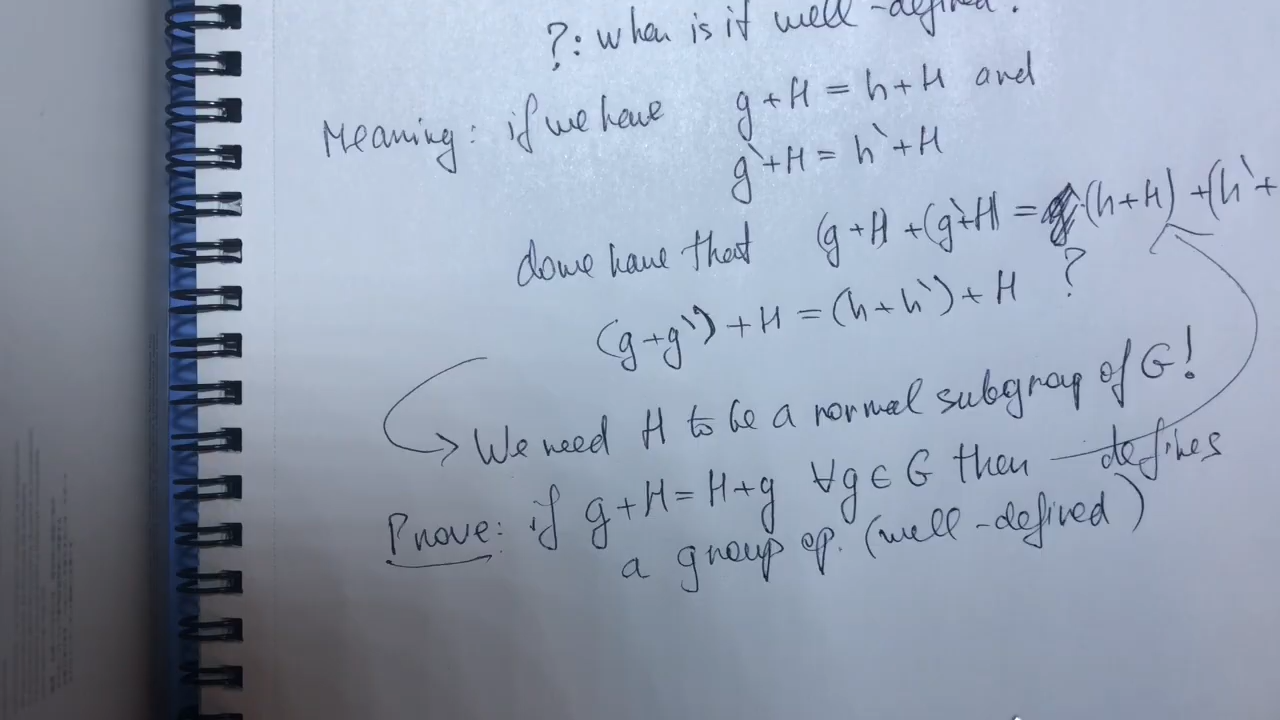 ?: when is it well-defined.
Meaning: if we have g+H = h+H and
g`+H = h`+H
do we have that (g+H) +(g`+H) = (h+H) +(h`+
(g+g`)+H = (h+h`)+H ?
We need H to be a normal subgroup of G!
Prove: if g+H=H+g ∀g∈G then defines
a group op. (well-defined)